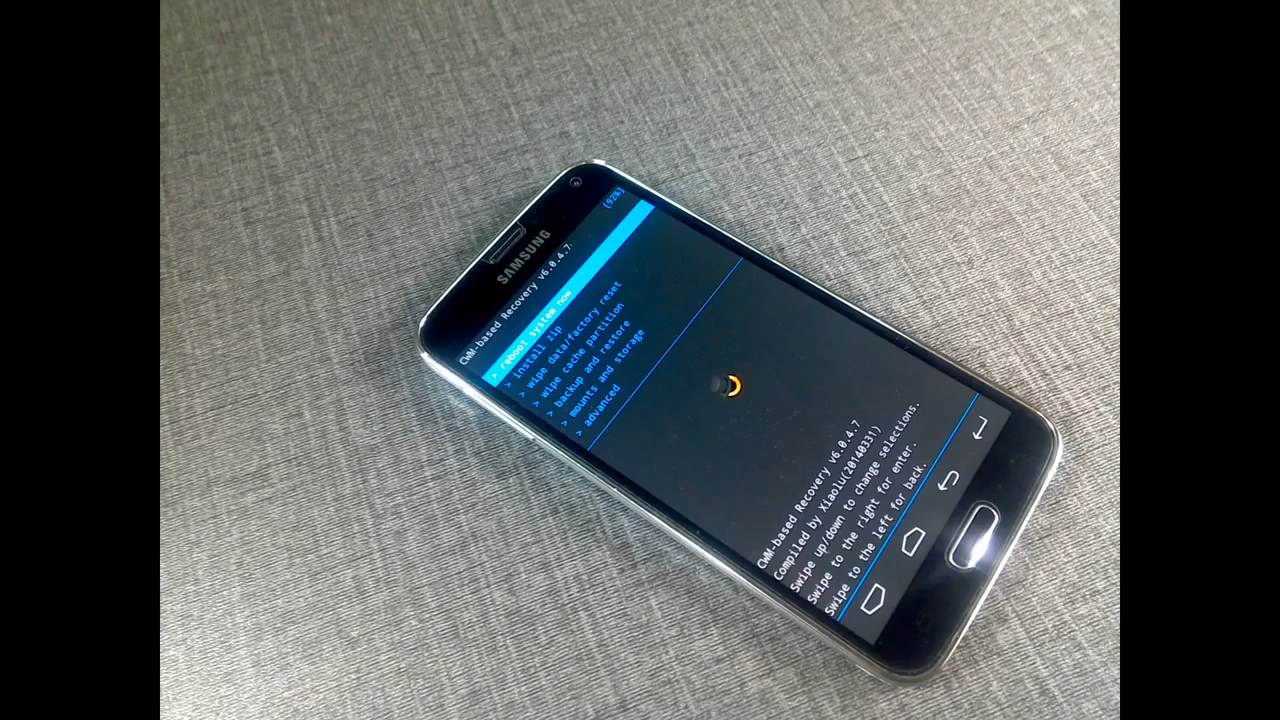 [92%]
SAMSUNG
CWM-based Recovery v6.0.4.7
> reboot system now
> install zip
> wipe data/factory reset
> wipe cache partition
> backup and restore
> mounts and storage
> advanced
CWM-based Recovery v6.0.4.7
Compiled by Xiaolu(20140331)
Swipe up/down to change selections.
Swipe to the right for enter.
Swipe to the left for back.